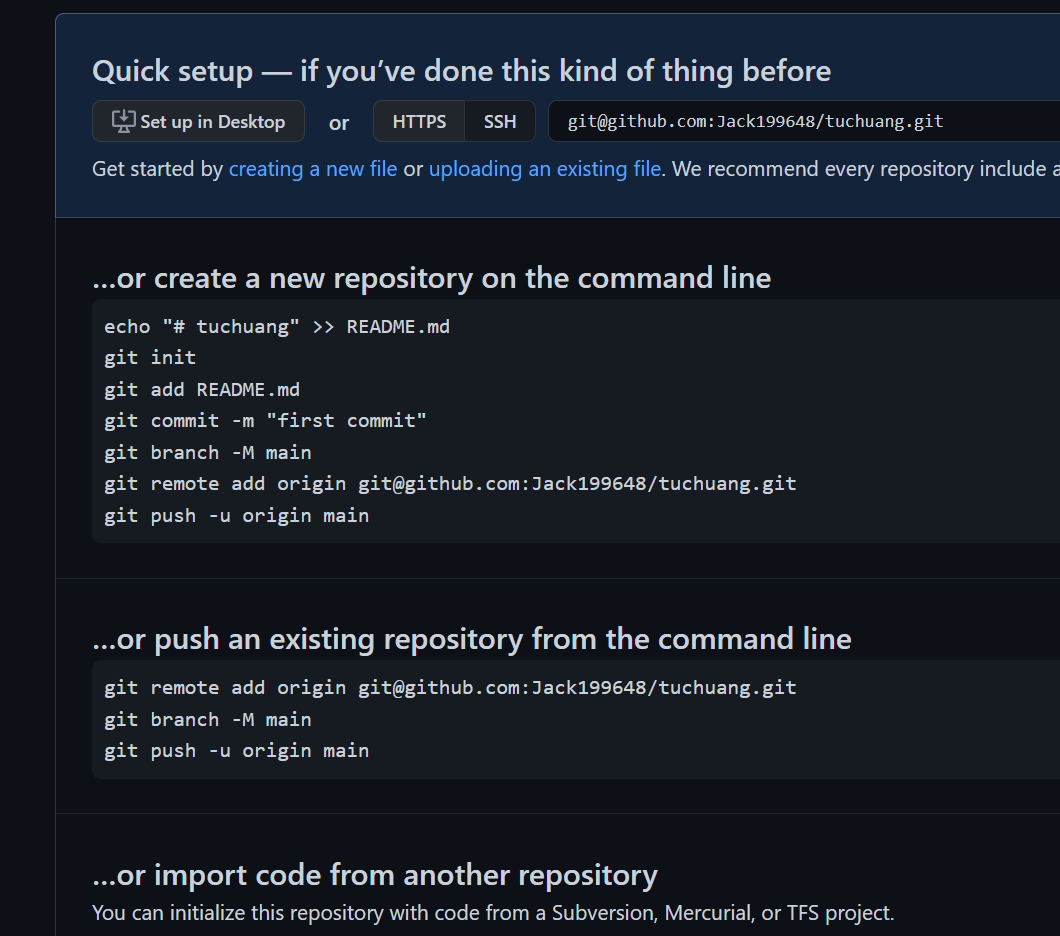 Quick setup — if you’ve done this kind of thing before
Set up in Desktop or HTTPS SSH git@github.com:Jack199648/tuchuang.git
Get started by creating a new file or uploading an existing file. We recommend every repository include a
…or create a new repository on the command line
echo "# tuchuang" >> README.md
git init
git add README.md
git commit -m "first commit"
git branch -M main
git remote add origin git@github.com:Jack199648/tuchuang.git
git push -u origin main
…or push an existing repository from the command line
git remote add origin git@github.com:Jack199648/tuchuang.git
git branch -M main
git push -u origin main
…or import code from another repository
You can initialize this repository with code from a Subversion, Mercurial, or TFS project.